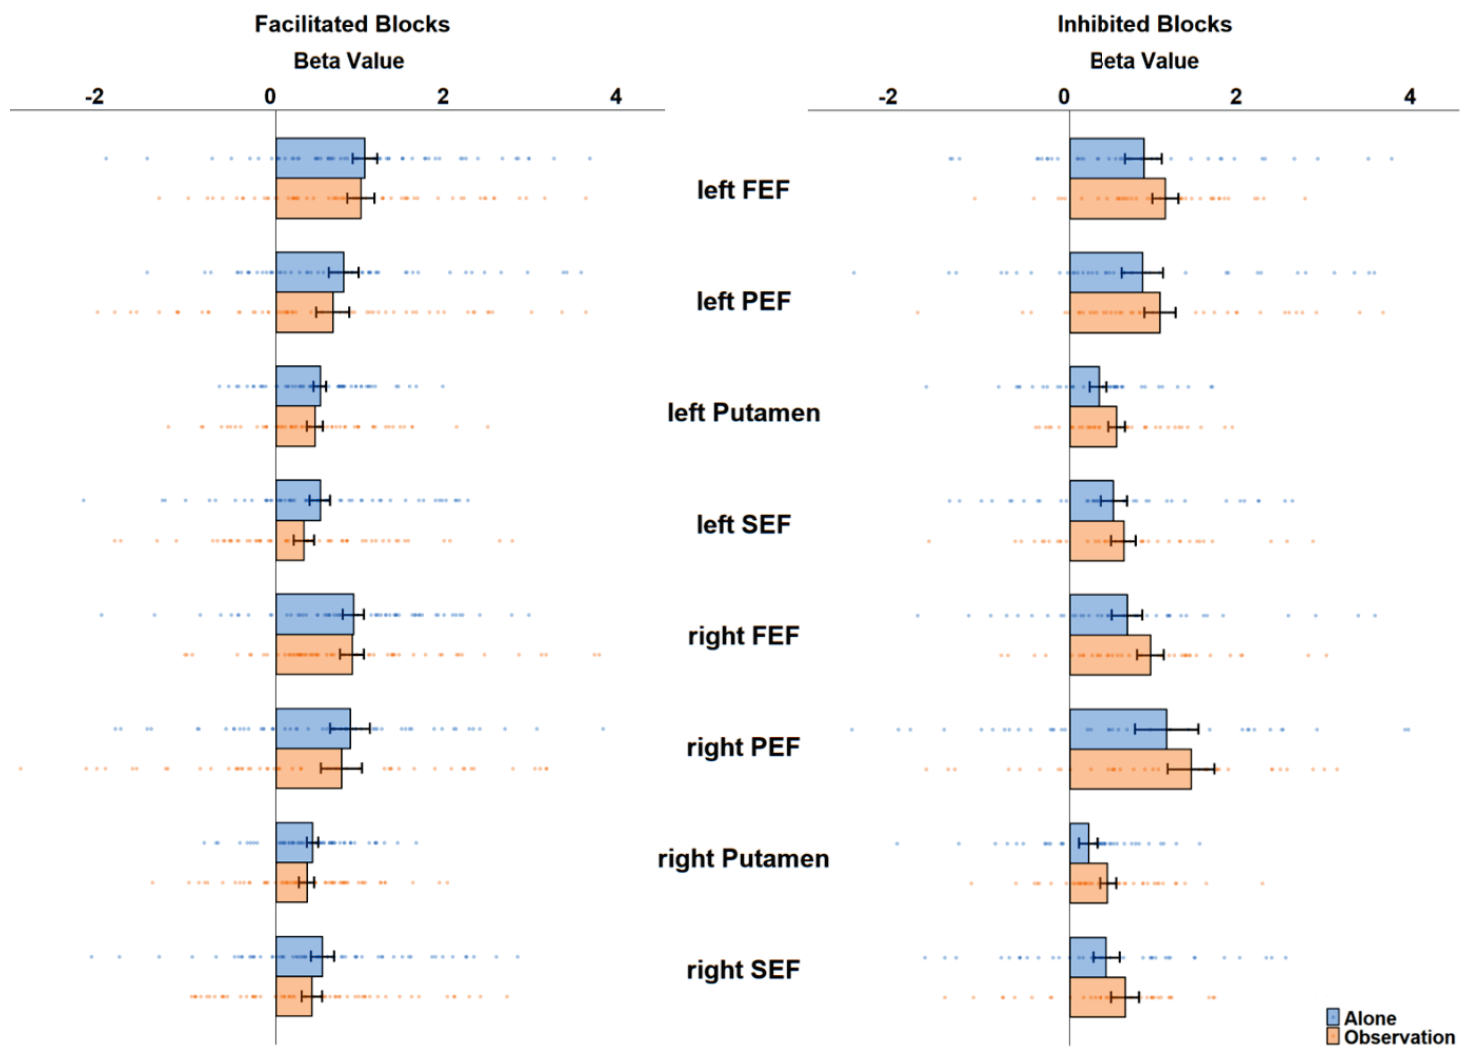 Facilitated Blocks
Inhibited Blocks
Beta Value
Beta Value
-2 0 2 4
-2 0 2 4
left FEF
left PEF
left Putamen
left SEF
right FEF
right PEF
right Putamen
right SEF
Alone
Observation